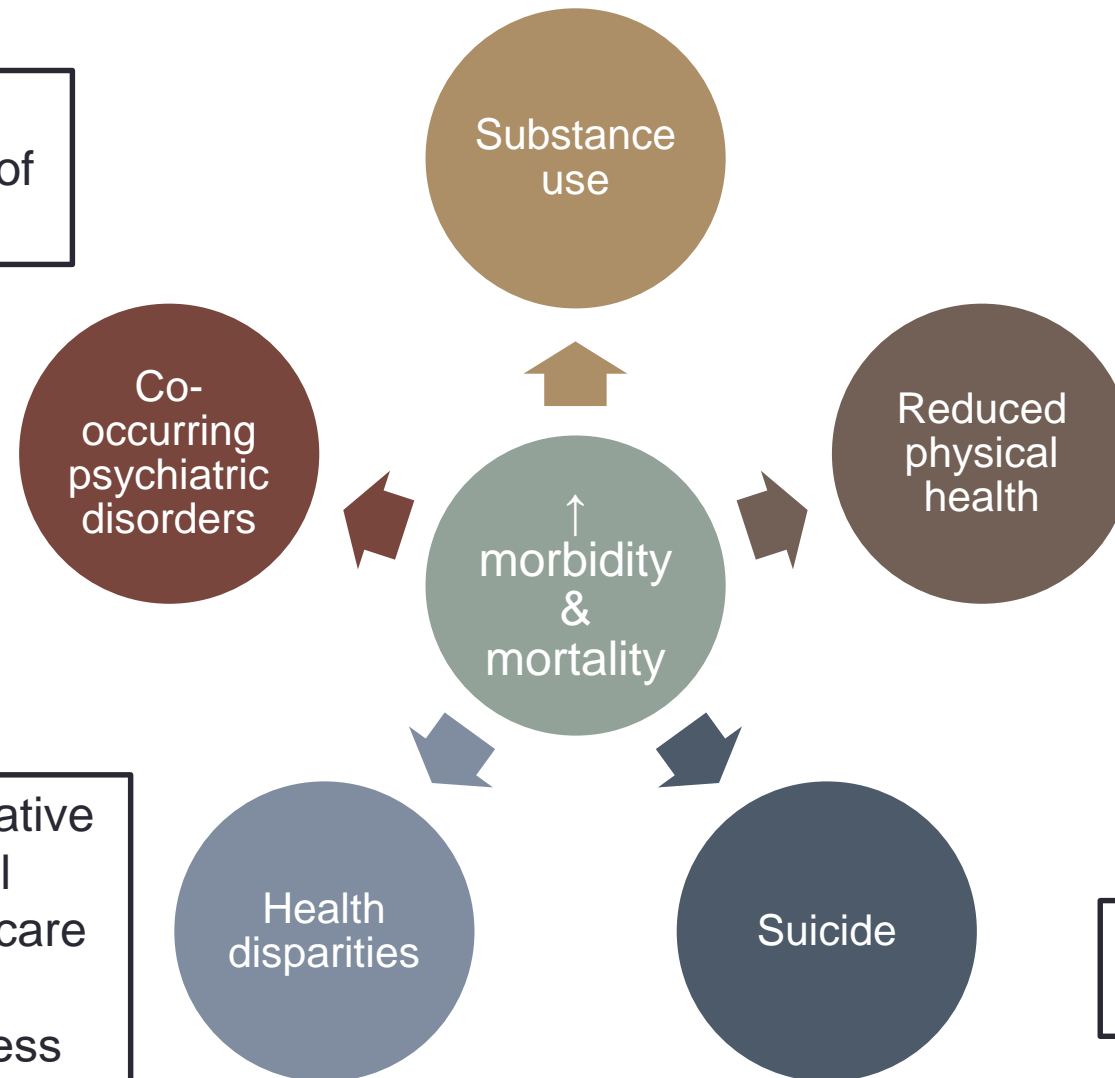 of
Substance
use
Co-
occurring
psychiatric
disorders
Reduced
physical
health
↑
morbidity
&
mortality
ative
l
care
ess
Health
disparities
Suicide